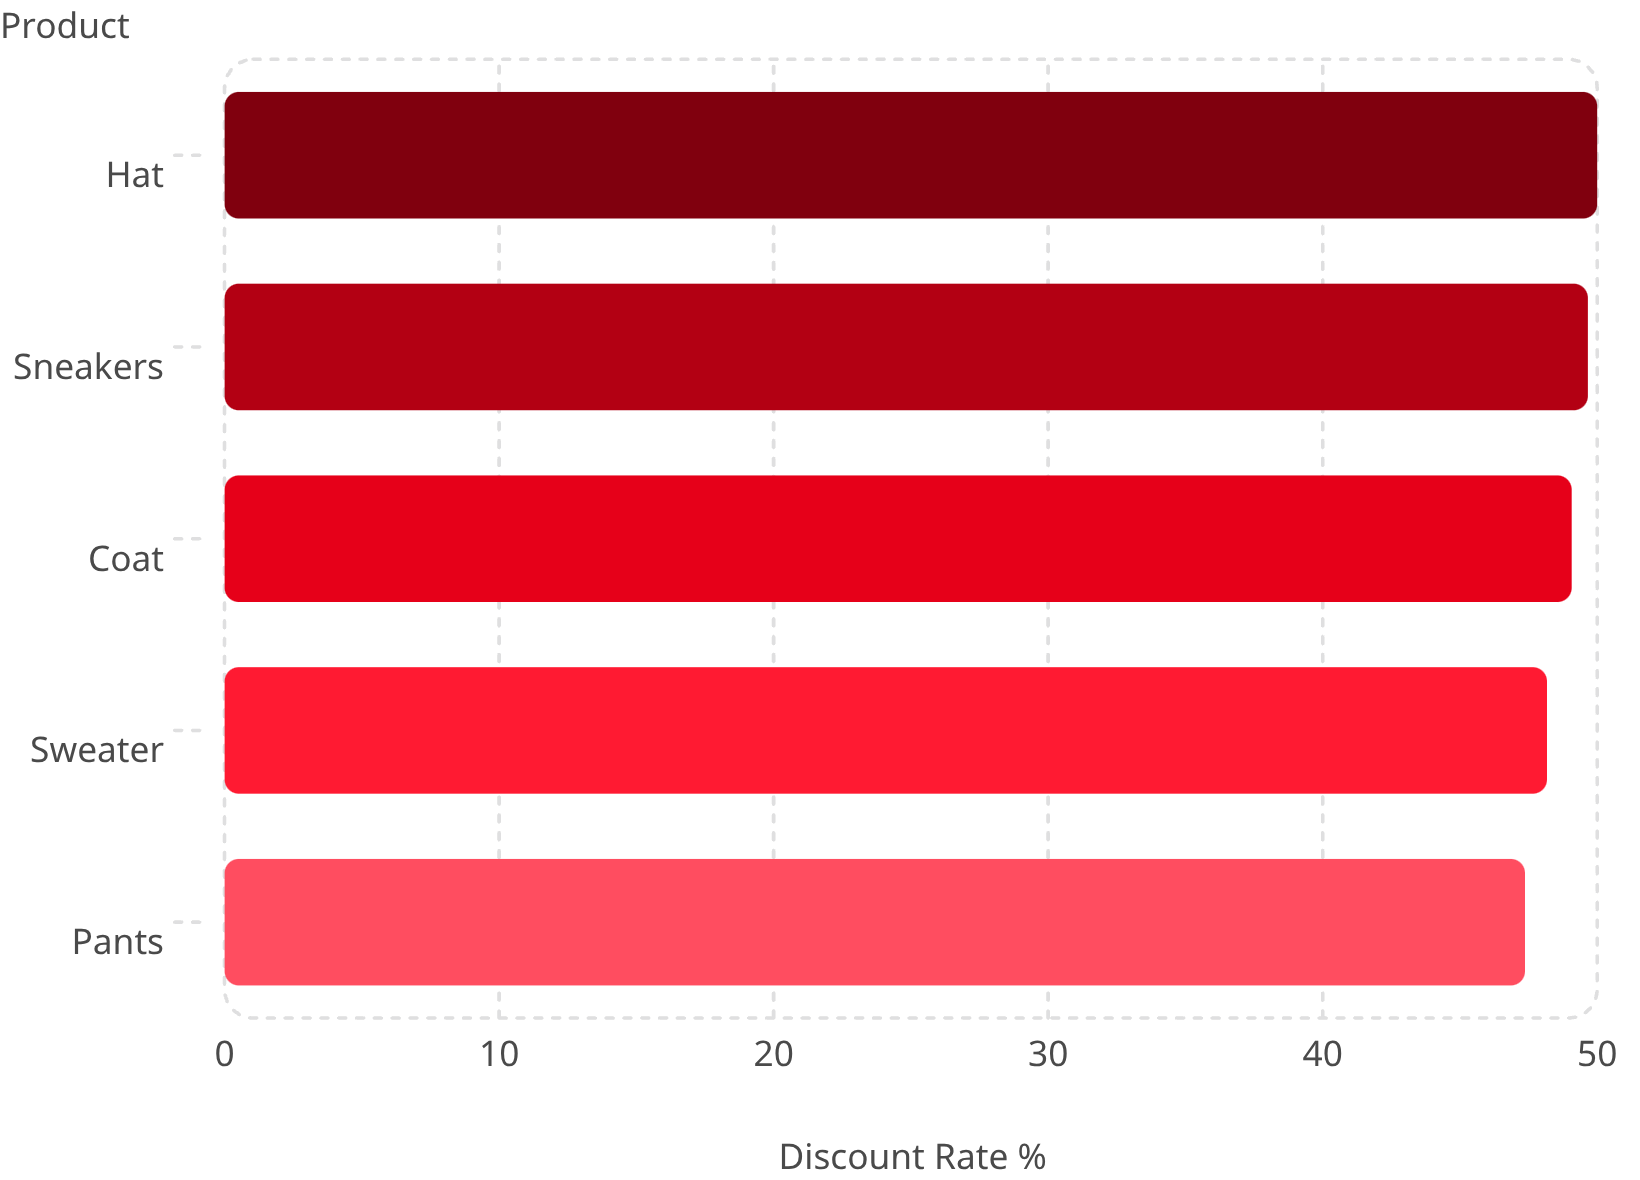 Product
Hat
Sneakers
Coat
Sweater
Pants
0 10 20 30 40 50
Discount Rate %